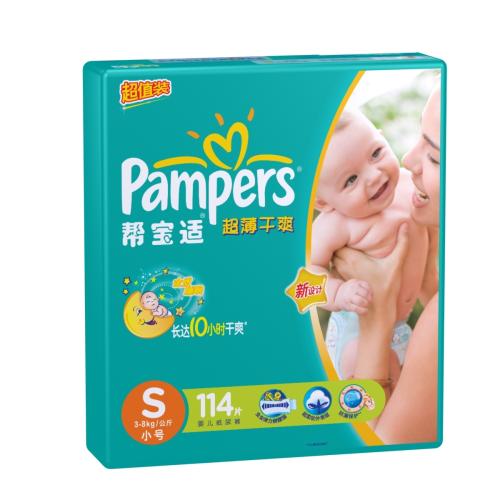 超值装
Pampers®
帮宝适®
超薄干爽
新设计
长达10小时干爽*
S
3-8kg/公斤
小号
114片
婴儿纸尿裤